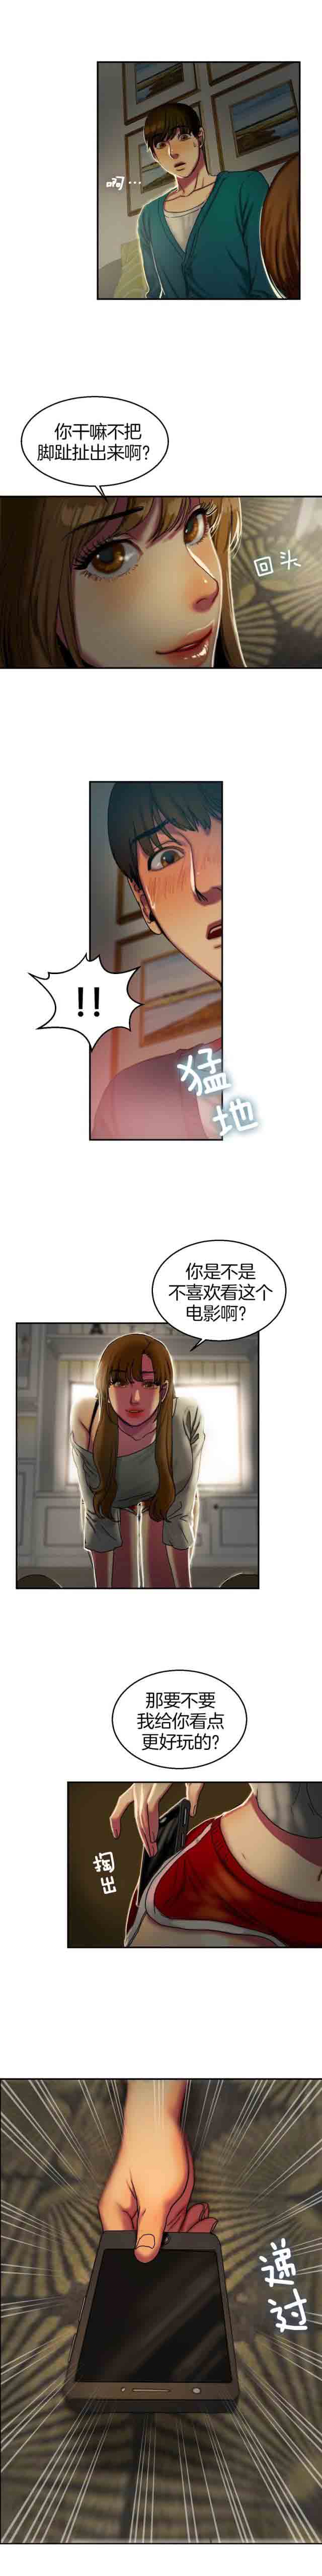 啊…
你干嘛不把
脚趾扯出来啊?
回头
!!
猛
地
你是不是
不喜欢看这个
电影啊?
那要不要
我给你看点
更好玩的?
掏
出
递
过